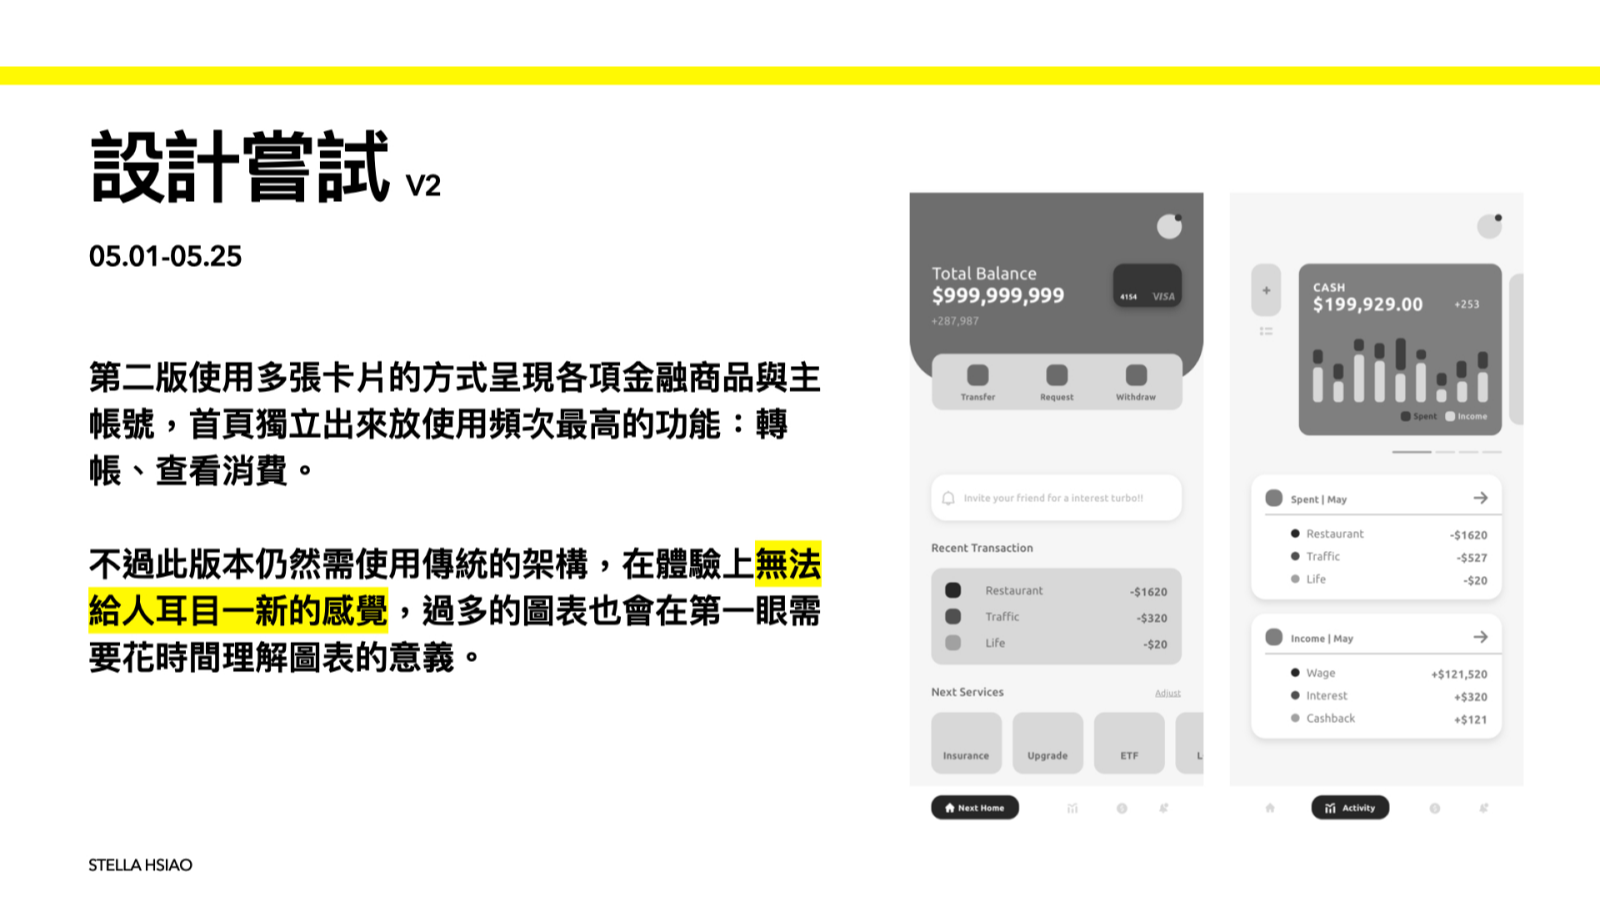 設計嘗試 V2
05.01-05.25
第二版使用多張卡片的方式呈現各項金融商品與主
帳號，首頁獨立出來放使用頻次最高的功能：轉
帳、查看消費。
不過此版本仍然需使用傳統的架構，在體驗上無法
給人耳目一新的感覺，過多的圖表也會在第一眼需
要花時間理解圖表的意義。
STELLA HSIAO
Total Balance
$999,999,999
+287,987
4154 VISA
Transfer Request Withdraw
Invite your friend for a interest turbo!!
Recent Transaction
Restaurant -$1620
Traffic -$320
Life -$20
Next Services Adjust
Insurance Upgrade ETF L
Next Home
+
CASH
$199,929.00 +253
Spent Income
Spent | May
Restaurant -$1620
Traffic -$527
Life -$20
Income | May
Wage +$121,520
Interest +$320
Cashback +$121
Activity